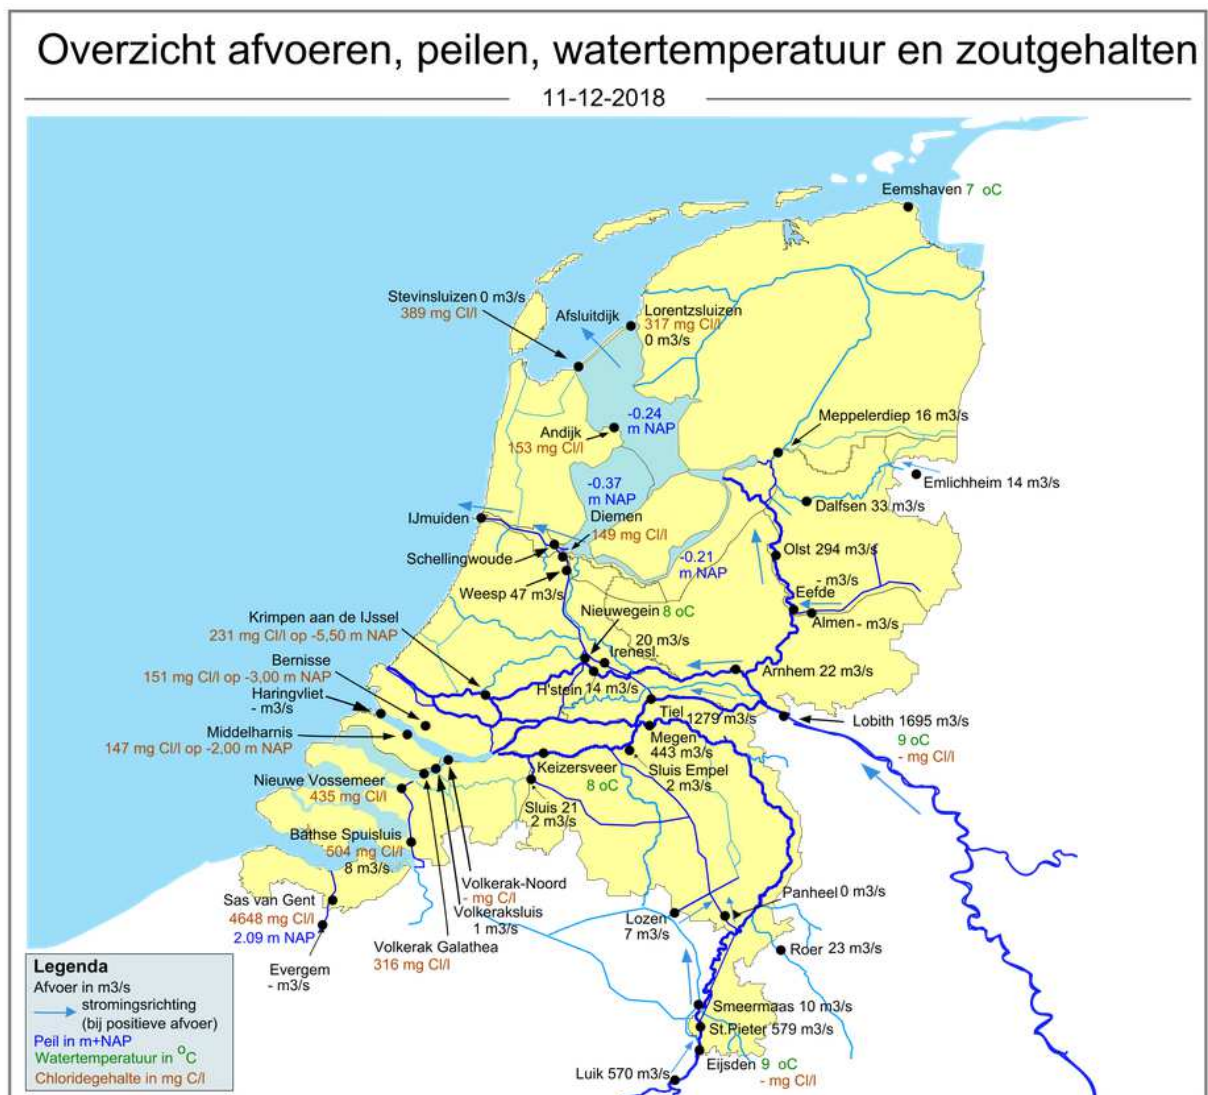 Overzicht afvoeren, peilen, watertemperatuur en zoutgehalten
11-12-2018
Eemshaven 7 oC
Stevinsluizen 0 m3/s
389 mg Cl/l
Afsluitdijk
Lorentzsluizen
317 mg Cl/l
0 m3/s
-0.24
m NAP
Andijk
153 mg Cl/l
Meppelerdiep 16 m3/s
Emlichheim 14 m3/s
-0.37
m NAP
Dalfsen 33 m3/s
IJmuiden
Diemen
149 mg Cl/l
Schellingwoude
Olst 294 m3/s
-0.21
m NAP
- m3/s
Weesp 47 m3/s
Eefde
Almen - m3/s
Nieuwegein 8 oC
Krimpen aan de IJssel
231 mg Cl/l op -5,50 m NAP
20 m3/s
Irenesl.
Bernisse
151 mg Cl/l op -3,00 m NAP
Arnhem 22 m3/s
H'stein 14 m3/s
Haringvliet
- m3/s
Tiel 1279 m3/s
Lobith 1695 m3/s
9 oC
- mg Cl/l
Middelharnis
147 mg Cl/l op -2,00 m NAP
Megen
443 m3/s
Keizersveer
8 oC
Sluis Empel
2 m3/s
Nieuwe Vossemeer
435 mg Cl/l
Sluis 21
2 m3/s
Bathse Spuisluis
504 mg Cl/l
8 m3/s
Volkerak-Noord
- mg C/l
Volkeraksluis
1 m3/s
Panheel 0 m3/s
Sas van Gent
4648 mg Cl/l
2.09 m NAP
Lozen
7 m3/s
Volkerak Galathea
316 mg Cl/l
Roer 23 m3/s
Evergem
- m3/s
Smeermaas 10 m3/s
St.Pieter 579 m3/s
Eijsden 9 oC
- mg Cl/l
Luik 570 m3/s
Legenda
Afvoer in m3/s
stromingsrichting
(bij positieve afvoer)
Peil in m+NAP
Watertemperatuur in oC
Chloridegehalte in mg C/l